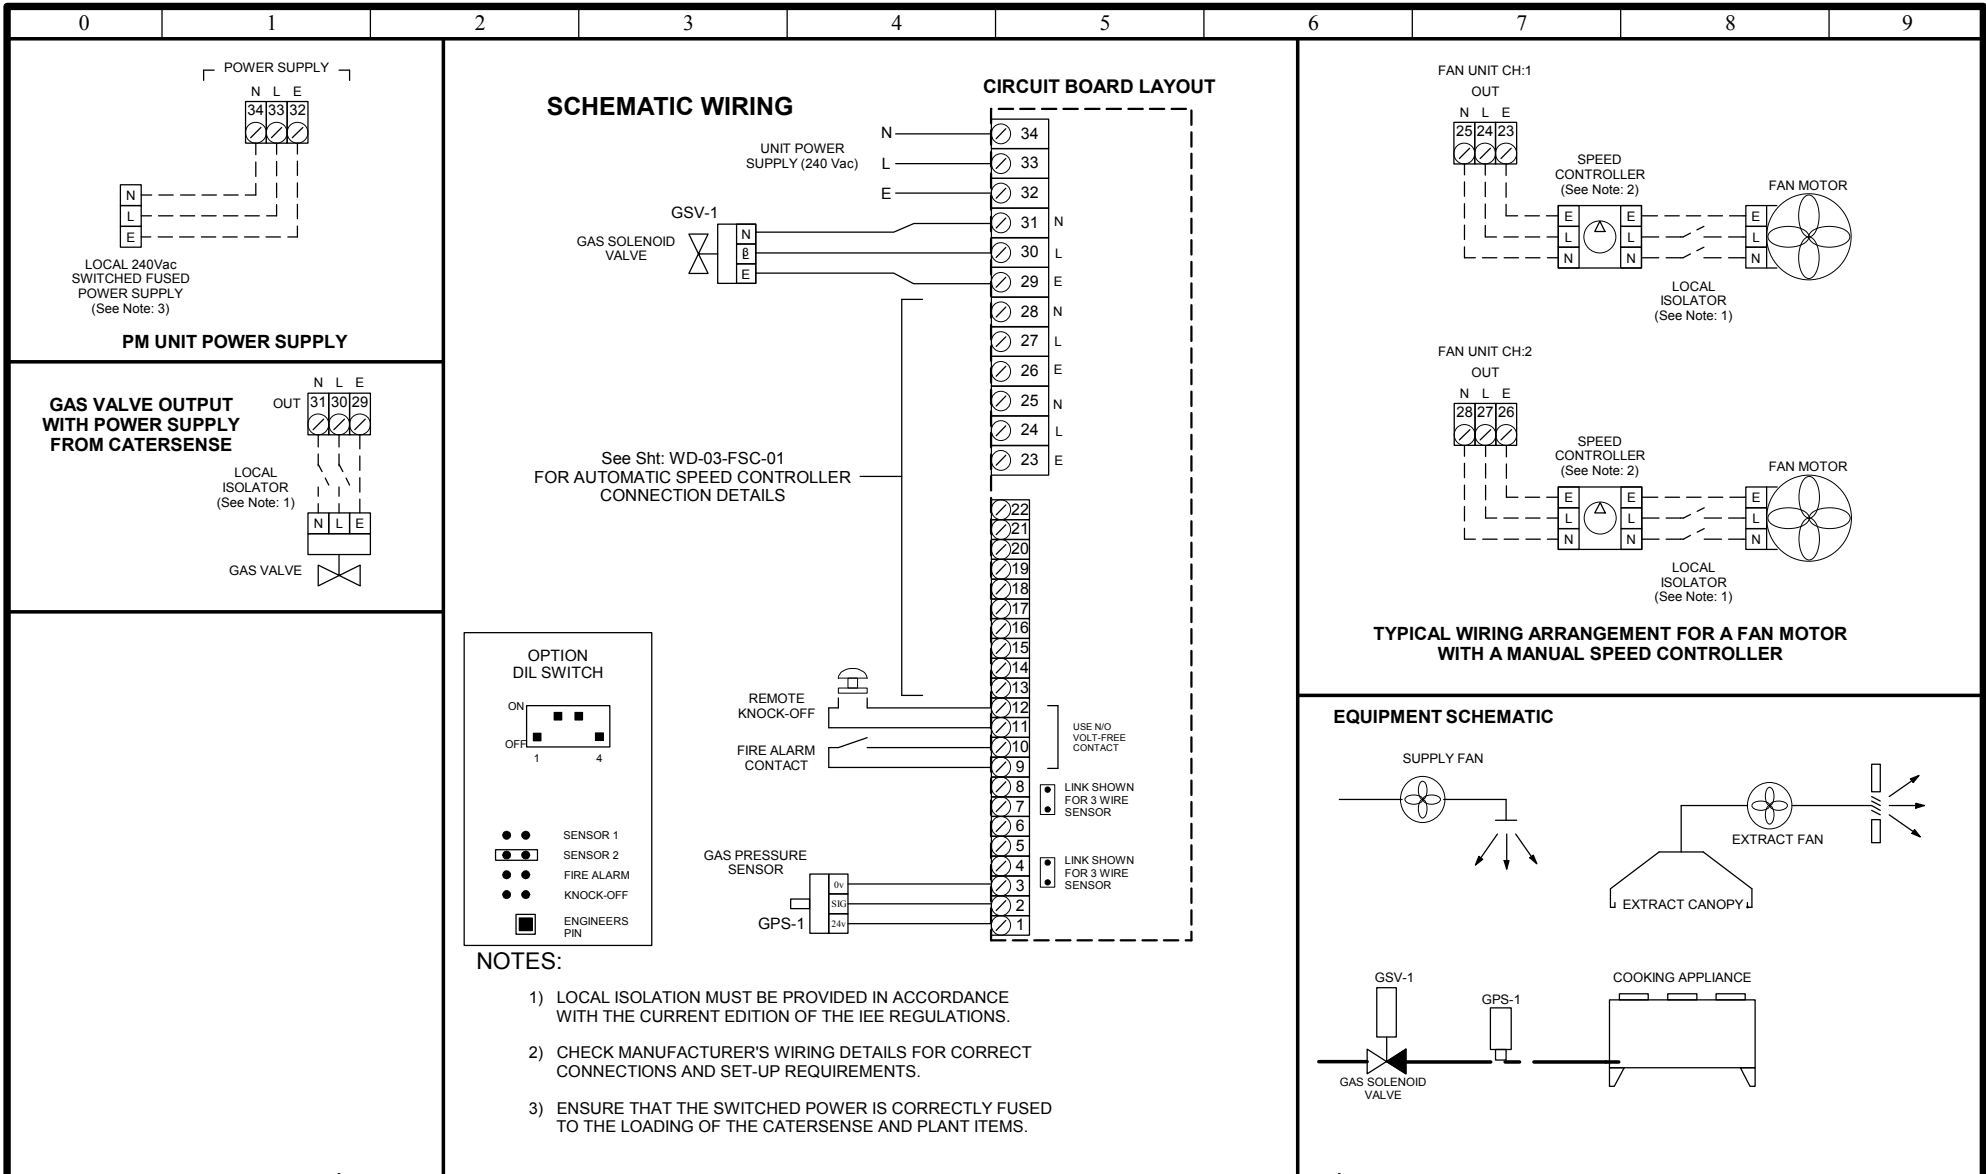 0 1 2 3 4 5 6 7 8 9
POWER SUPPLY
N L E
34 33 32
N
L
E
LOCAL 240Vac
SWITCHED FUSED
POWER SUPPLY
(See Note: 3)
PM UNIT POWER SUPPLY
GAS VALVE OUTPUT
WITH POWER SUPPLY
FROM CATERSENSE
N L E
OUT 31 30 29
LOCAL
ISOLATOR
(See Note: 1)
N L E
GAS VALVE
SCHEMATIC WIRING
CIRCUIT BOARD LAYOUT
UNIT POWER
SUPPLY (240 Vac)
N 34
L 33
E 32
GSV-1
GAS SOLENOID
VALVE
N
E
31 N
30 L
29 E
28 N
27 L
26 E
25 N
24 L
23 E
See Sht: WD-03-FSC-01
FOR AUTOMATIC SPEED CONTROLLER
CONNECTION DETAILS
22
21
20
19
18
17
16
15
14
13
12
11
10
9
8
7
6
5
4
3
2
1
REMOTE
KNOCK-OFF
FIRE ALARM
CONTACT
USE N/O
VOLT-FREE
CONTACT
LINK SHOWN
FOR 3 WIRE
SENSOR
LINK SHOWN
FOR 3 WIRE
SENSOR
GAS PRESSURE
SENSOR
0v
SIG
24v
GPS-1
OPTION
DIL SWITCH
ON
OFF
1 4
SENSOR 1
SENSOR 2
FIRE ALARM
KNOCK-OFF
ENGINEERS
PIN
NOTES:
1) LOCAL ISOLATION MUST BE PROVIDED IN ACCORDANCE
WITH THE CURRENT EDITION OF THE IEE REGULATIONS.
2) CHECK MANUFACTURER'S WIRING DETAILS FOR CORRECT
CONNECTIONS AND SET-UP REQUIREMENTS.
3) ENSURE THAT THE SWITCHED POWER IS CORRECTLY FUSED
TO THE LOADING OF THE CATERSENSE AND PLANT ITEMS.
FAN UNIT CH:1
OUT
N L E
25 24 23
SPEED
CONTROLLER
(See Note: 2)
FAN MOTOR
E E E
L L L
N N N
LOCAL
ISOLATOR
(See Note: 1)
FAN UNIT CH:2
OUT
N L E
28 27 26
SPEED
CONTROLLER
(See Note: 2)
FAN MOTOR
E E E
L L L
N N N
LOCAL
ISOLATOR
(See Note: 1)
TYPICAL WIRING ARRANGEMENT FOR A FAN MOTOR
WITH A MANUAL SPEED CONTROLLER
EQUIPMENT SCHEMATIC
SUPPLY FAN
EXTRACT FAN
EXTRACT CANOPY
GSV-1
GPS-1
COOKING APPLIANCE
GAS SOLENOID
VALVE